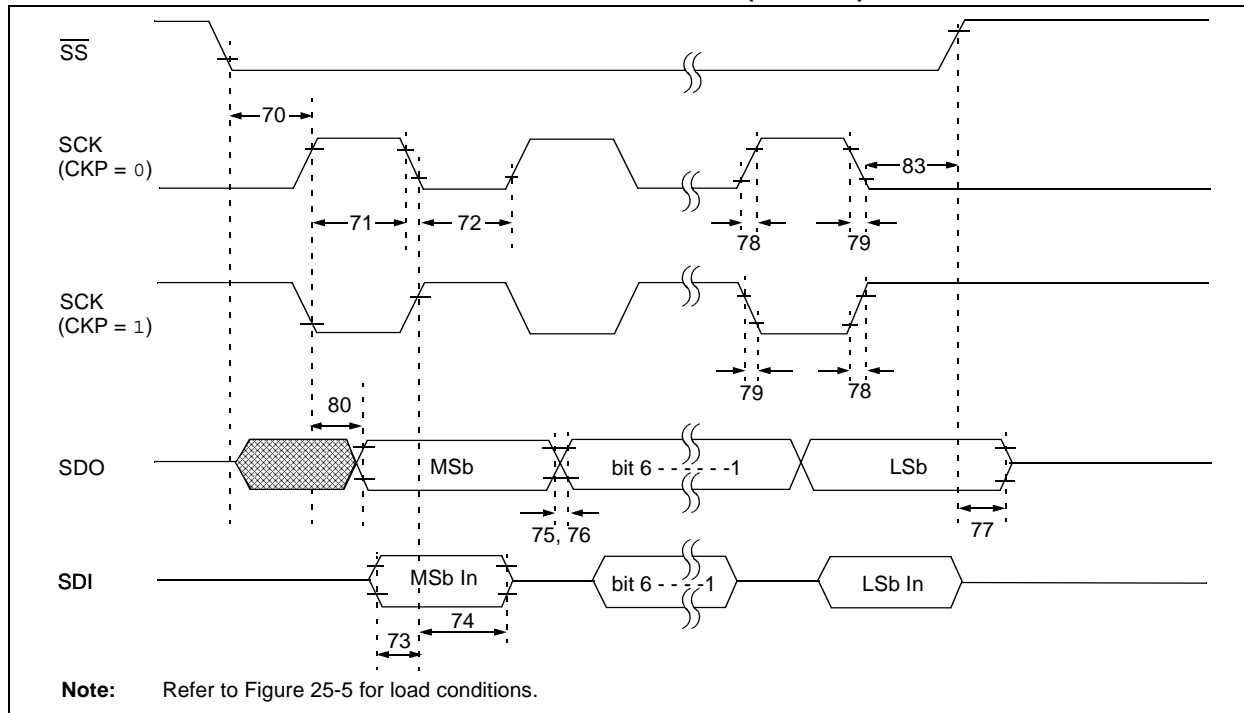 SS
70
SCK
(CKP = 0)
83
71
72
78
79
SCK
(CKP = 1)
79
78
80
SDO
MSb
bit 6 - - - - - -1
LSb
75, 76
77
SDI
MSb In
bit 6 - - - -1
LSb In
74
73
Note: Refer to Figure 25-5 for load conditions.